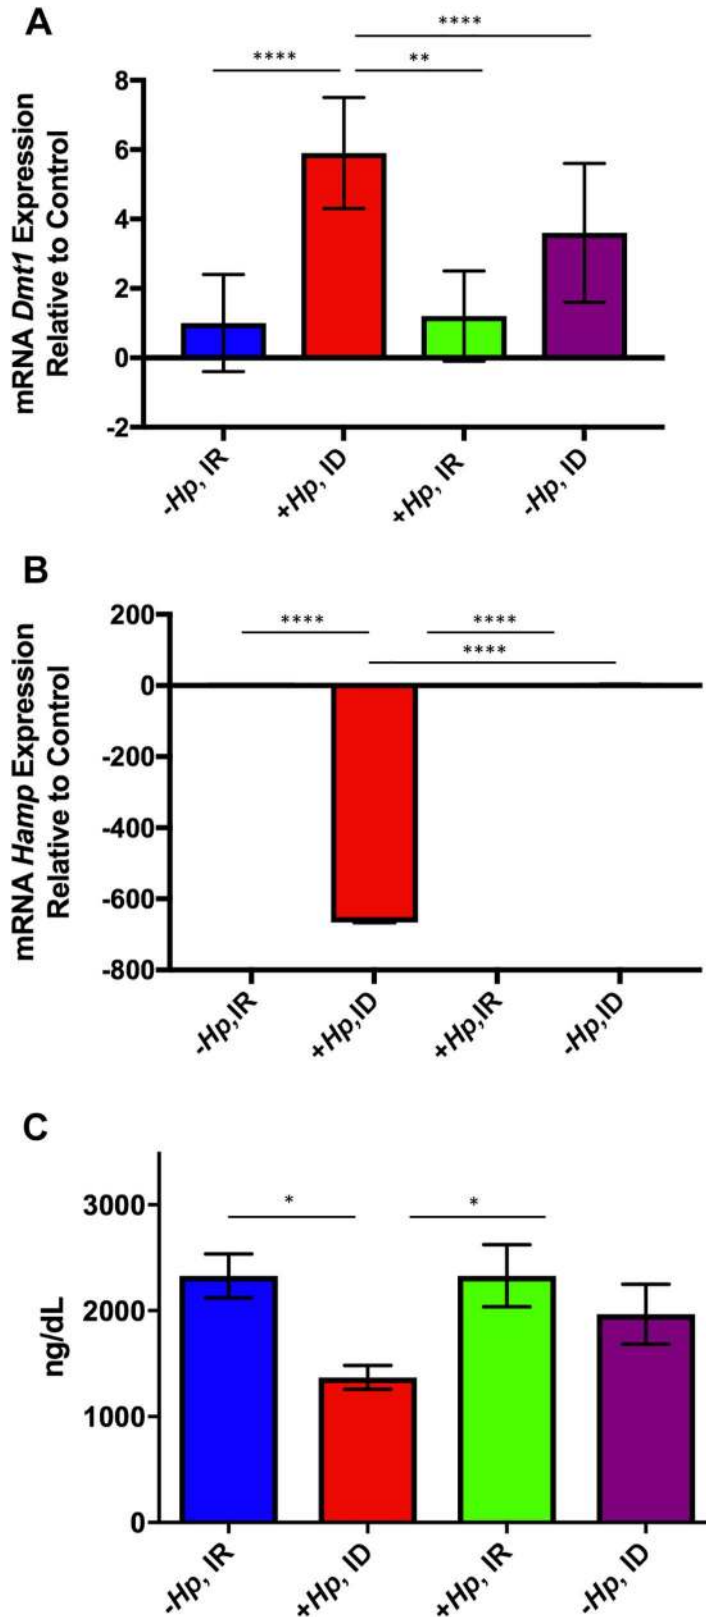 A
****
**** **
mRNA Dmt1 Expression
Relative to Control
8
6
4
2
0
-2
-Hp, IR
+Hp, ID
+Hp, IR
-Hp, ID
B
**** ****
****
mRNA Hamp Expression
Relative to Control
200
0
-200
-400
-600
-800
-Hp,IR
+Hp,ID
+Hp,IR
-Hp,ID
C
* *
ng/dL
3000
2000
1000
0
-Hp, IR
+Hp, ID
+Hp, IR
-Hp, ID